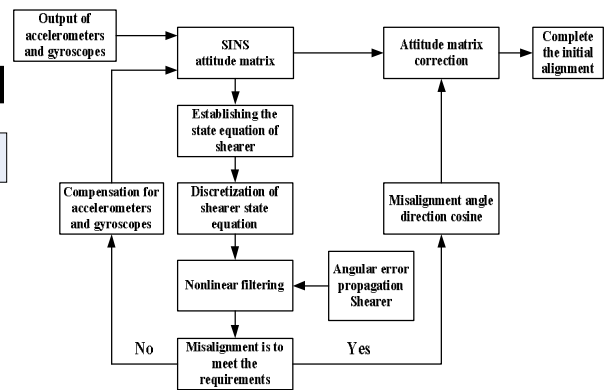 Output of
accelerometers
and gyroscopes
SINS
attitude matrix
Attitude matrix
correction
Complete
the initial
alignment
Establishing the
state equation of
shearer
Compensation for
accelerometers
and gyroscopes
Discretization of
shearer state
equation
Misalignment angle
direction cosine
Nonlinear filtering
Angular error
propagation
Shearer
No
Misalignment is to
meet the
requirements
Yes